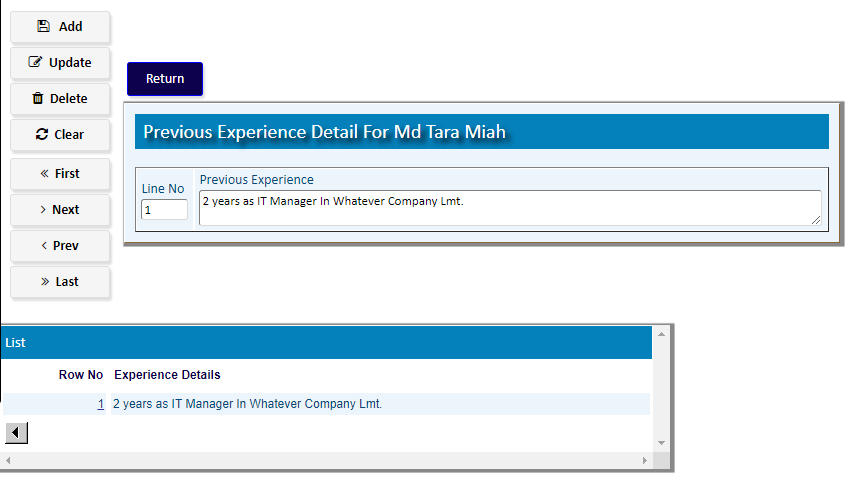 Add
Update
Delete
Clear
First
Next
Prev
Last
Return
Previous Experience Detail For Md Tara Miah
Line No
1
Previous Experience
2 years as IT Manager In Whatever Company Lmt.
List
Row No Experience Details
1 2 years as IT Manager In Whatever Company Lmt.